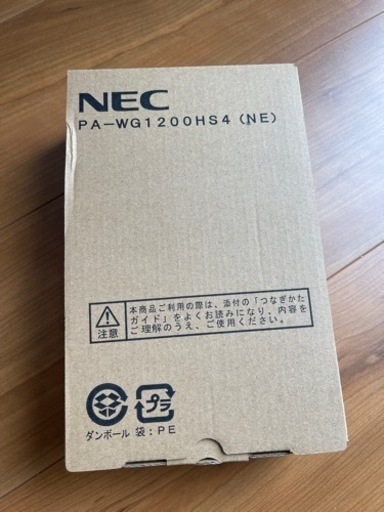 NEC
PA-WG1200HS4(NE)
注意
本商品ご利用の際は、添付の「つなぎかた
ガイド」をよくお読みになり、内容を
ご理解のうえ、ご使用ください。
プラ
ダンボール 袋:PE